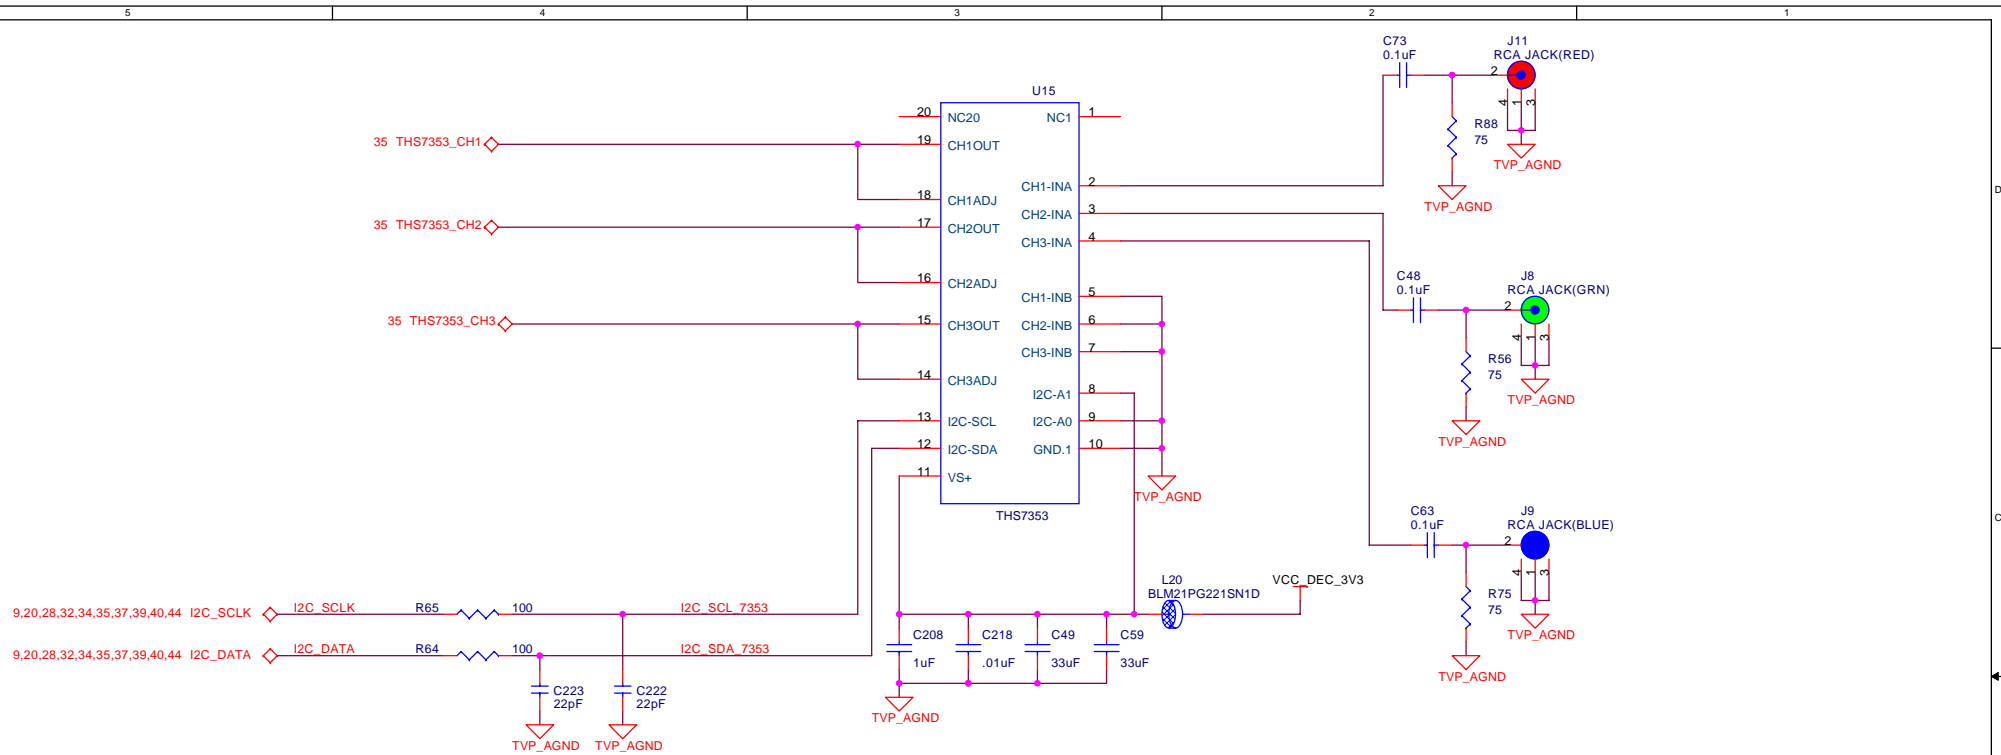 5
4
3
2
1
D
C
C73
0.1uF
J11
RCA JACK(RED)
2
4
1
3
R88
75
TVP_AGND
TVP_AGND
U15
20
NC20
NC1
1
35 THS7353_CH1
19
CH1OUT
18
CH1ADJ
CH1-INA
2
35 THS7353_CH2
17
CH2OUT
CH2-INA
3
CH3-INA
4
16
CH2ADJ
CH1-INB
5
35 THS7353_CH3
15
CH3OUT
CH2-INB
6
CH3-INB
7
14
CH3ADJ
I2C-A1
8
13
I2C-SCL
I2C-A0
9
12
I2C-SDA
GND.1
10
11
VS+
TVP_AGND
THS7353
C48
0.1uF
J8
RCA JACK(GRN)
2
4
1
3
R56
75
TVP_AGND
TVP_AGND
C63
0.1uF
J9
RCA JACK(BLUE)
2
4
1
3
R75
75
TVP_AGND
TVP_AGND
L20
BLM21PG221SN1D
VCC_DEC_3V3
9,20,28,32,34,35,37,39,40,44 I2C_SCLK
I2C_SCLK
R65
100
I2C_SCL_7353
9,20,28,32,34,35,37,39,40,44 I2C_DATA
I2C_DATA
R64
100
I2C_SDA_7353
C208
1uF
C218
.01uF
C49
33uF
C59
33uF
TVP_AGND
C223
22pF
C222
22pF
TVP_AGND
TVP_AGND